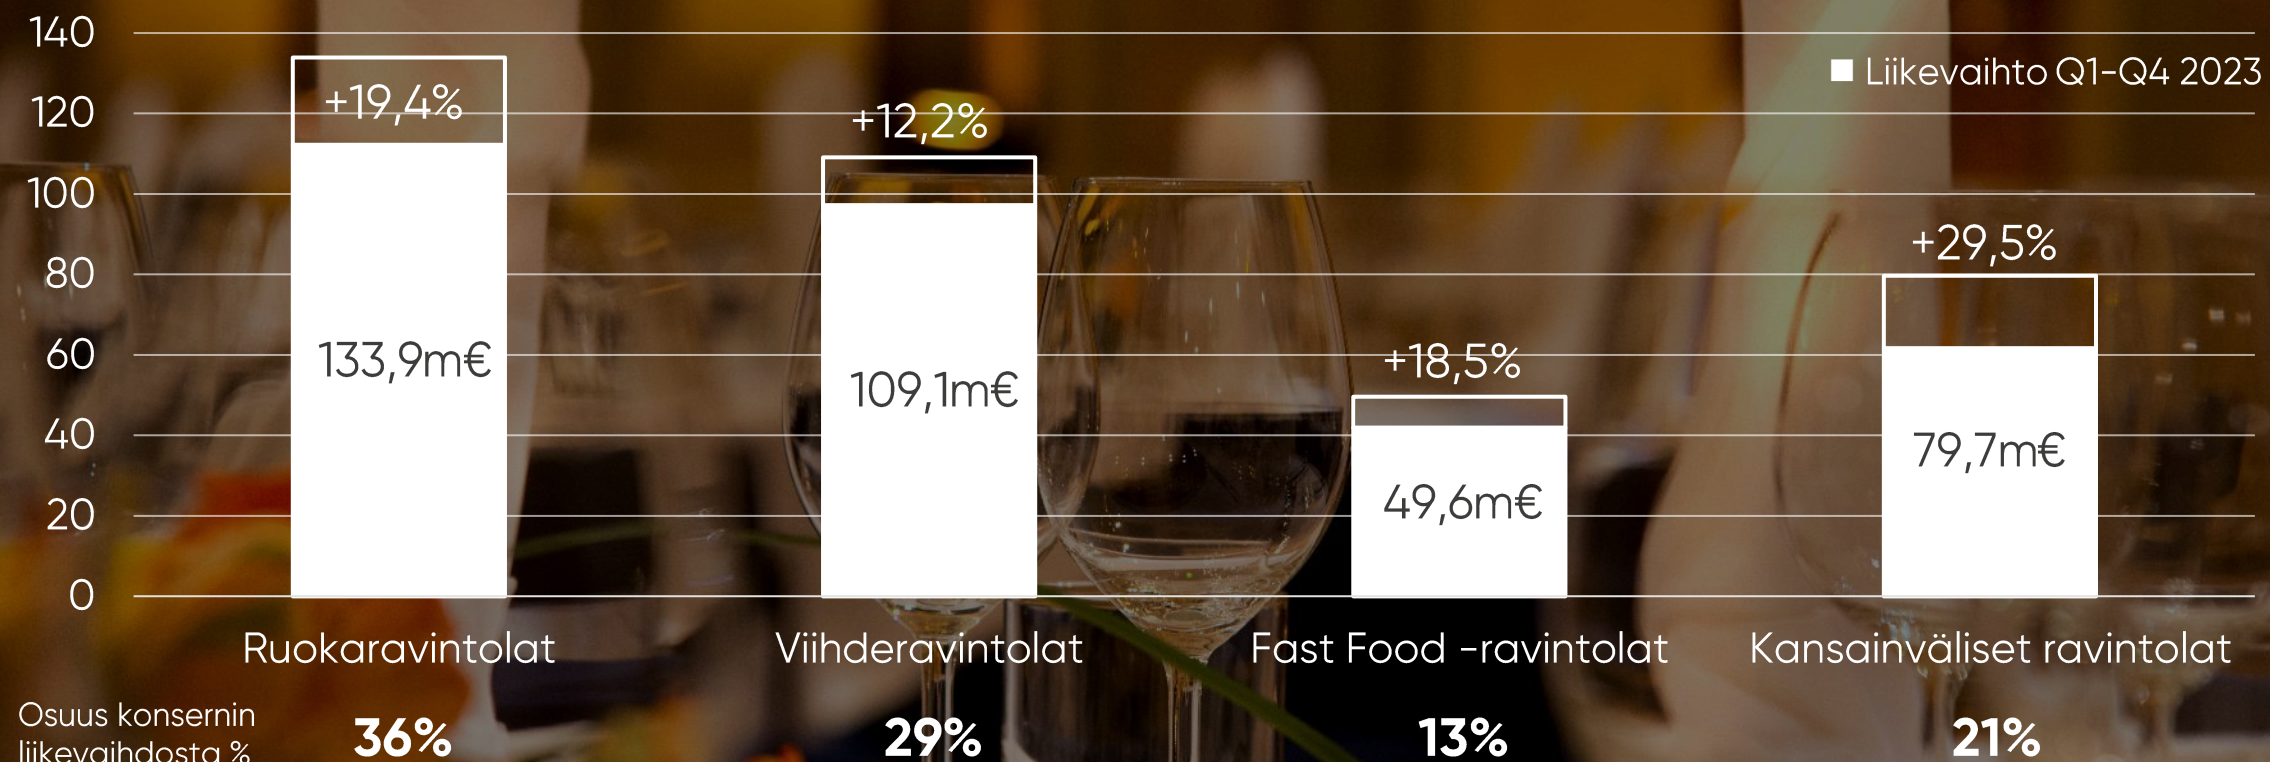 140
120
100
80
60
40
20
0
Liikevaihto Q1-Q4 2023
+19,4%
133,9m€
+12,2%
109,1m€
+18,5%
49,6m€
+29,5%
79,7m€
Ruokaravintolat
Viihderavintolat
Fast Food -ravintolat
Kansainväliset ravintolat
Osuus konsernin
liikevaihdosta %
36%
29%
13%
21%